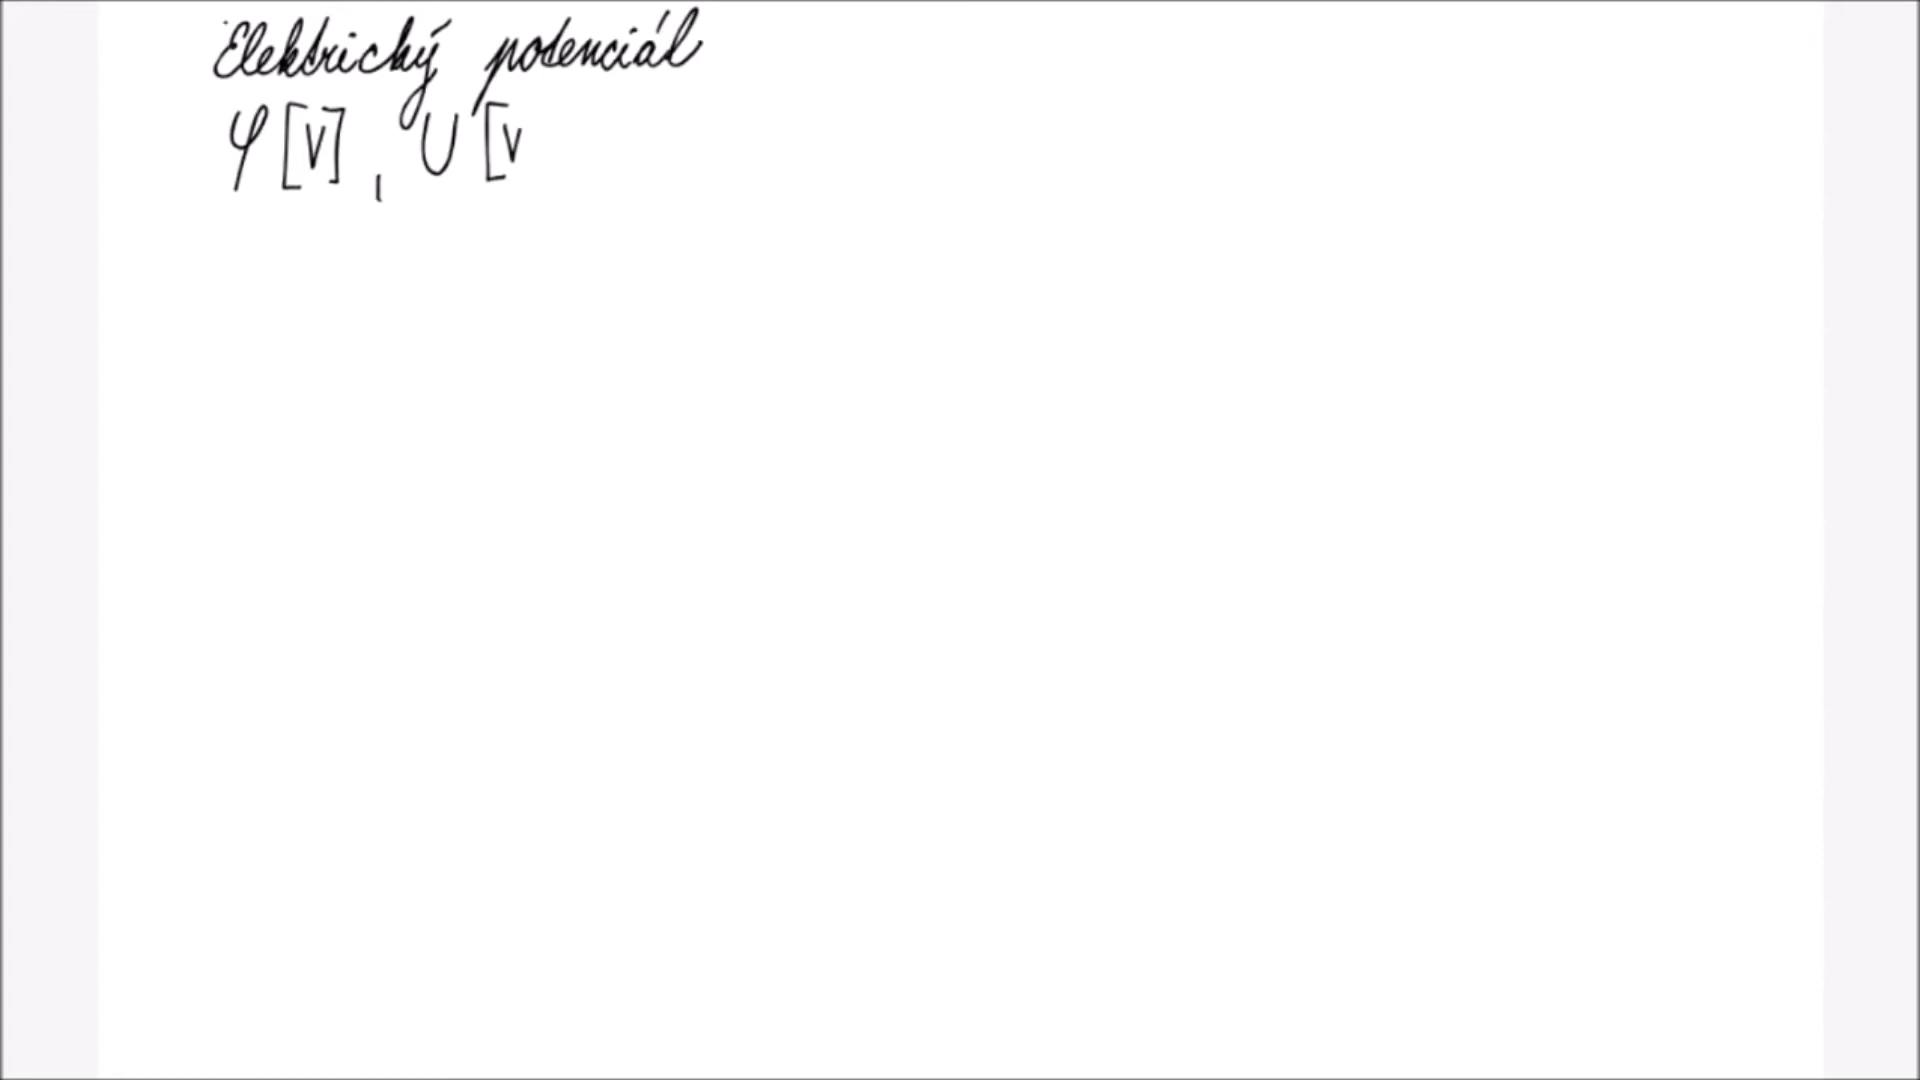 Elektrický potenciál
φ [V], U [V